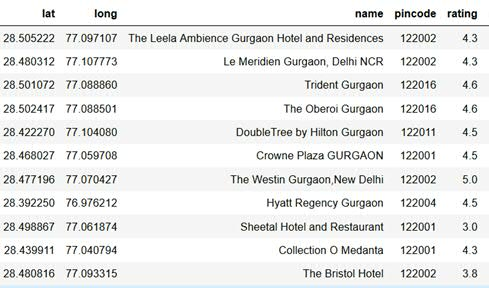 lat long name pincode rating
28.505222 77.097107 The Leela Ambience Gurgaon Hotel and Residences 122002 4.3
28.480312 77.107773 Le Meridien Gurgaon, Delhi NCR 122002 4.3
28.501072 77.088860 Trident Gurgaon 122016 4.6
28.502417 77.088501 The Oberoi Gurgaon 122016 4.6
28.422270 77.104080 DoubleTree by Hilton Gurgaon 122011 4.5
28.468027 77.059708 Crowne Plaza GURGAON 122001 4.5
28.477196 77.070427 The Westin Gurgaon,New Delhi 122002 5.0
28.392250 76.976212 Hyatt Regency Gurgaon 122004 4.5
28.498867 77.061874 Sheetal Hotel and Restaurant 122001 3.0
28.439911 77.040794 Collection O Medanta 122001 4.3
28.480816 77.093315 The Bristol Hotel 122002 3.8